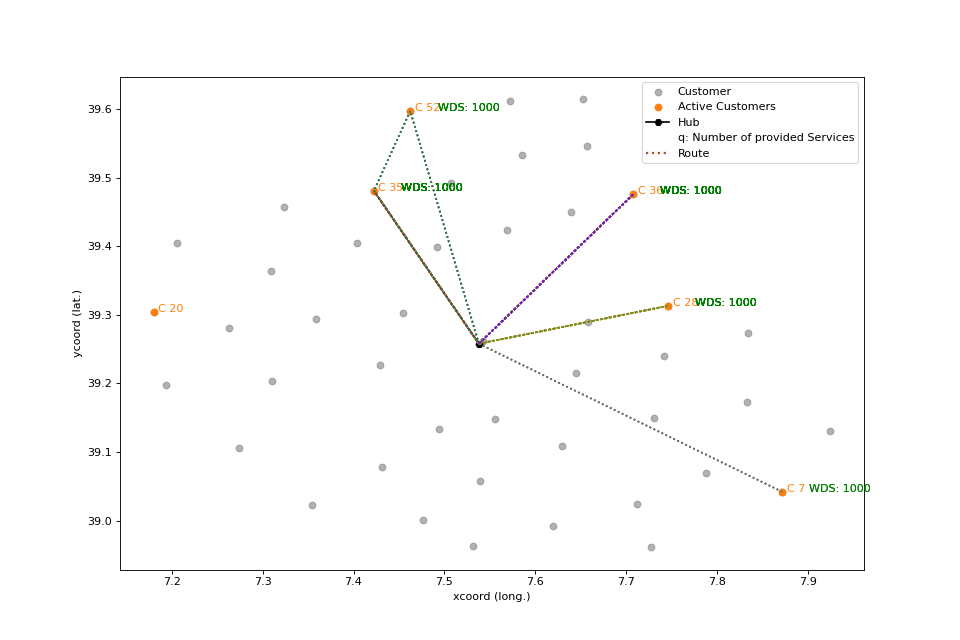 Customer
Active Customers
Hub
q: Number of provided Services
Route
C 52 WDS: 1000
C 35 WDS: 1000
C 36 WDS: 1000
C 20
WDS: 1000
C 7 WDS: 1000
39.6
39.5
39.4
39.3
39.2
39.1
39.0
ycoord (lat.)
7.2 7.3 7.4 7.5 7.6 7.7 7.8 7.9
xcoord (long.)